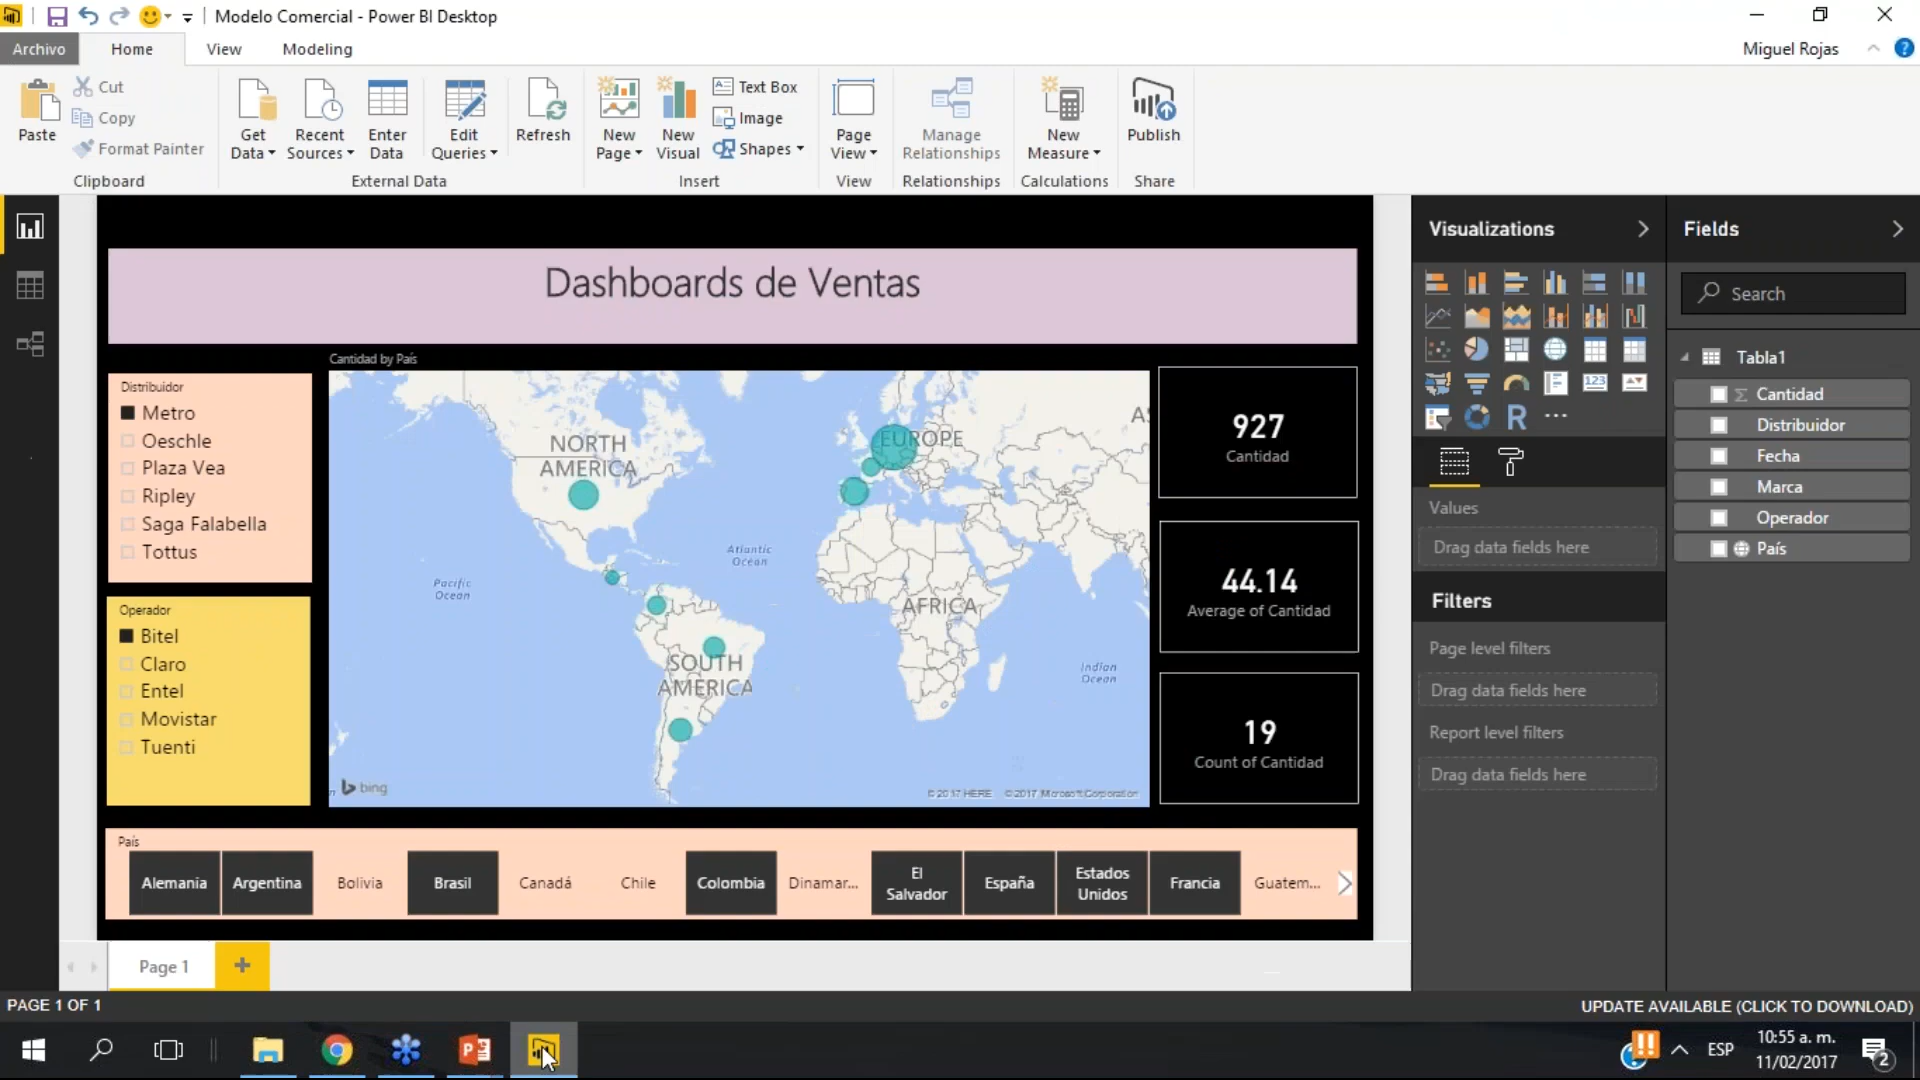 Modelo Comercial - Power BI Desktop
Archivo Home View Modeling Miguel Rojas
Paste
Cut
Copy
Format Painter
Get Data
Recent Sources
Enter Data
Edit Queries
Refresh
New Page
New Visual
Text Box
Image
Shapes
Page View
Manage Relationships
New Measure
Publish
Clipboard External Data Insert View Relationships Calculations Share
Dashboards de Ventas
Distribuidor
Metro
Oeschle
Plaza Vea
Ripley
Saga Falabella
Tottus
Operador
Bitel
Claro
Entel
Movistar
Tuenti
Cantidad by País
NORTH
AMERICA
EUROPE
AS
Atlantic
Ocean
Pacific
Ocean
AFRICA
SOUTH
AMERICA
Indian
Ocean
bing
© 2017 HERE © 2017 Microsoft Corporation
927
Cantidad
44.14
Average of Cantidad
19
Count of Cantidad
País
Alemania Argentina Bolivia Brasil Canadá Chile Colombia Dinamar... El Salvador España Estados Unidos Francia Guatem...
Visualizations
R
123
Values
Drag data fields here
Filters
Page level filters
Drag data fields here
Report level filters
Drag data fields here
Fields
Search
Tabla1
Σ Cantidad
Distribuidor
Fecha
Marca
Operador
País
Page 1 +
PAGE 1 OF 1 UPDATE AVAILABLE (CLICK TO DOWNLOAD)
ESP
10:55 a. m.
11/02/2017
2